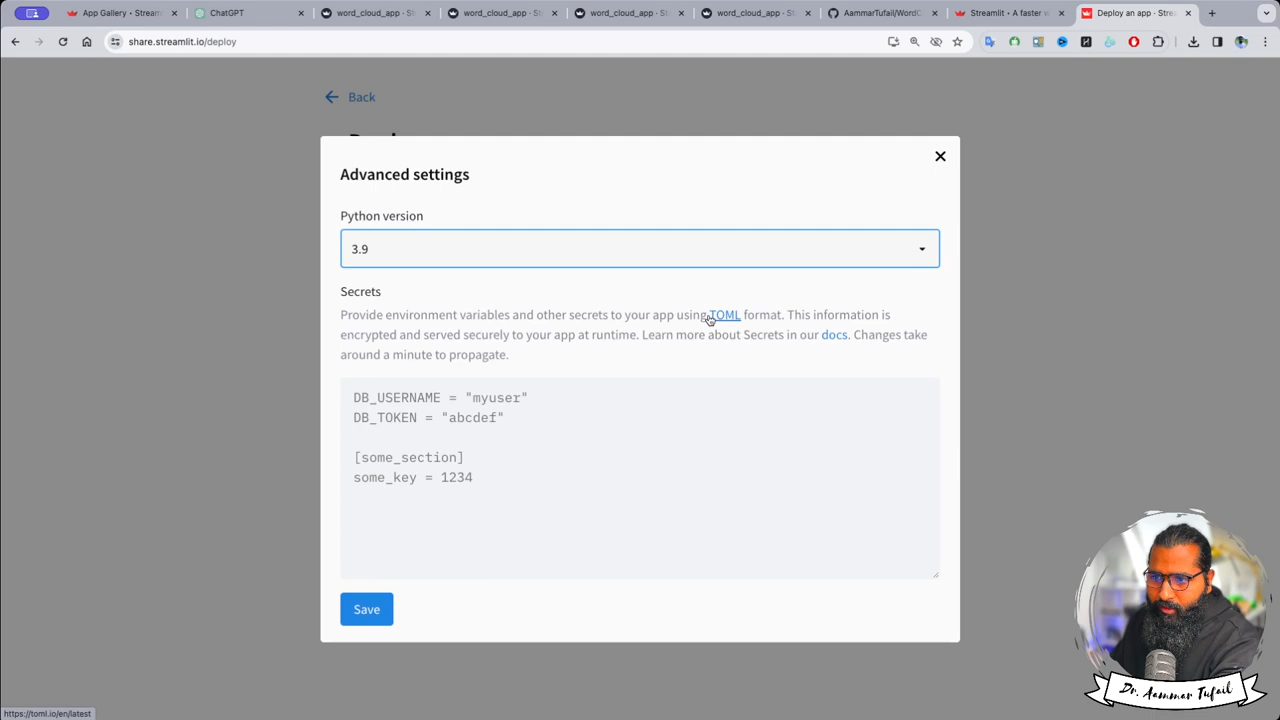 App Gallery • Stream
ChatGPT
word_cloud_app - St
word_cloud_app - St
word_cloud_app - St
word_cloud_app - St
AammarTufail/WordC
Streamlit • A faster w
Deploy an app - Strea
share.streamlit.io/deploy
Back
Advanced settings
Python version
3.9
Secrets
Provide environment variables and other secrets to your app using TOML format. This information is
encrypted and served securely to your app at runtime. Learn more about Secrets in our docs. Changes take
around a minute to propagate.
DB_USERNAME = "myuser"
DB_TOKEN = "abcdef"
[some_section]
some_key = 1234
Save
Dr. Aammar Tufail
https://toml.io/en/latest